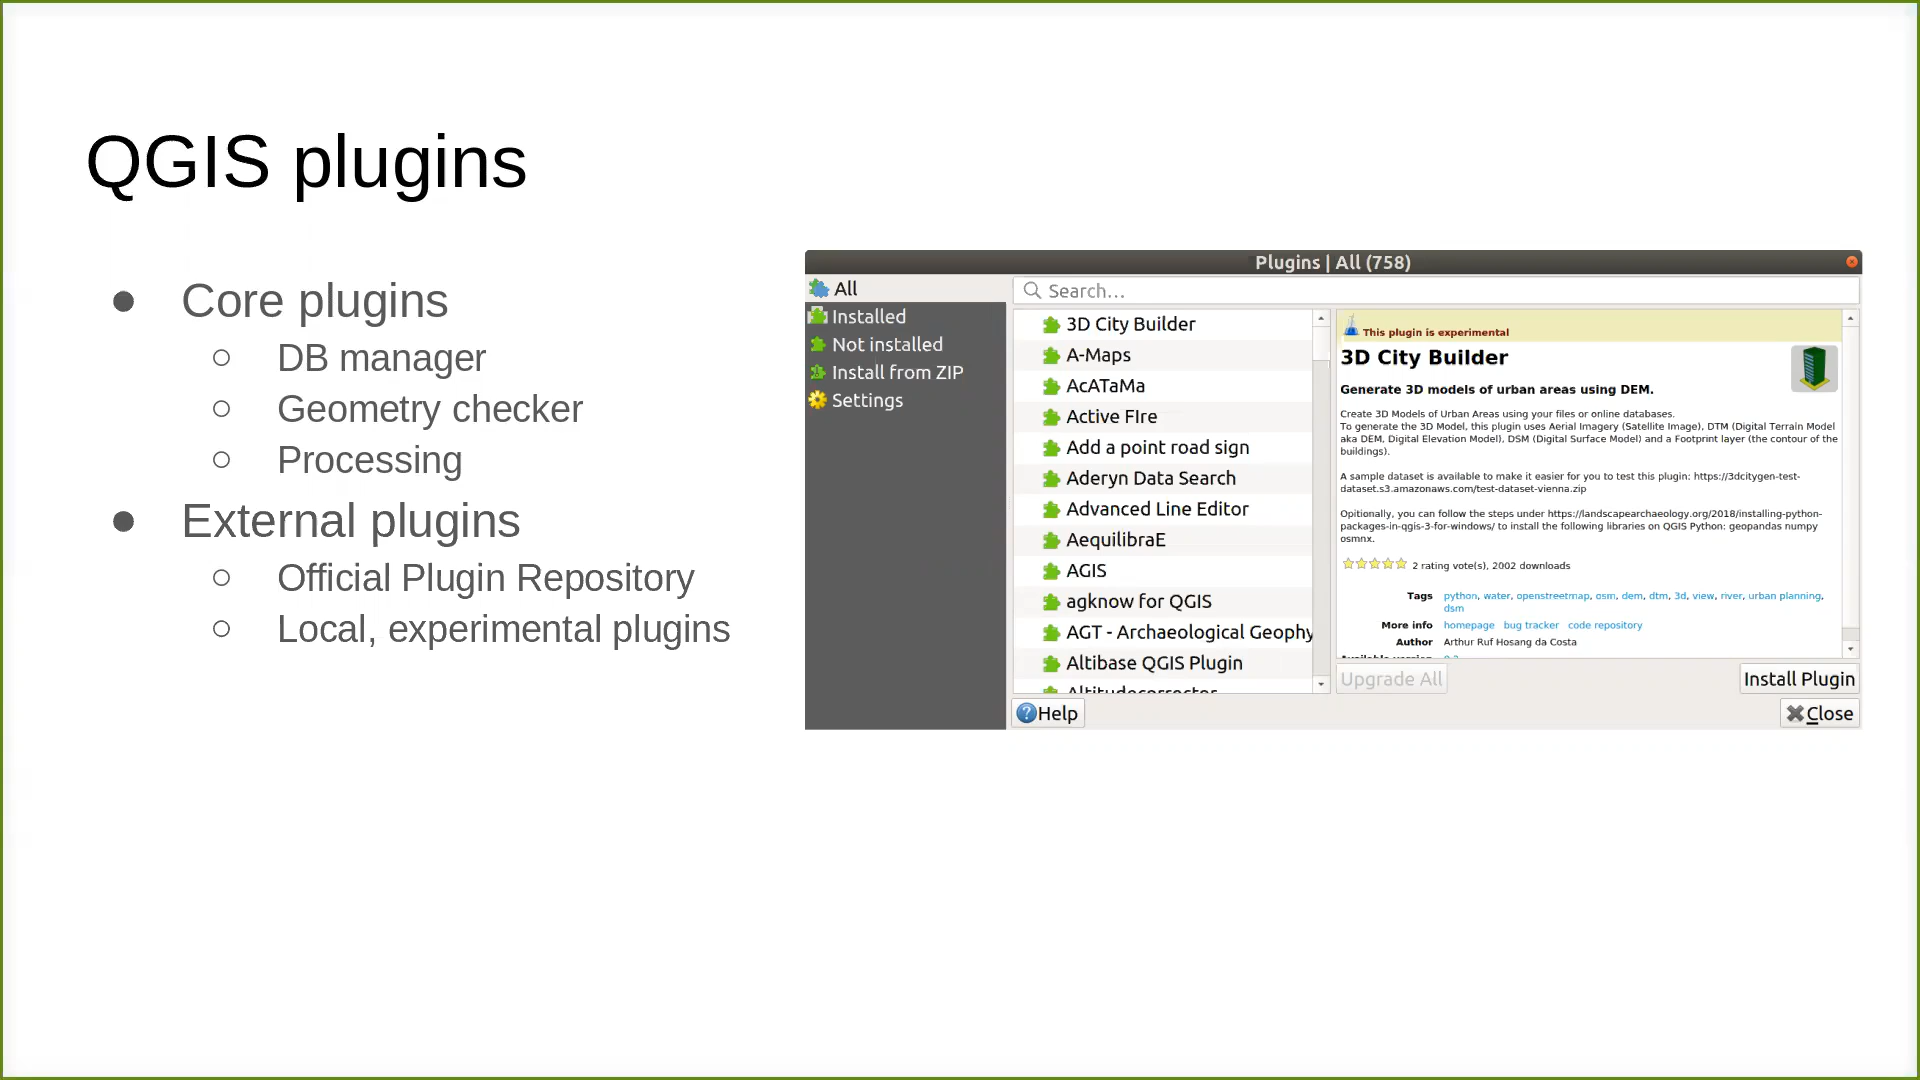 QGIS plugins
● Core plugins
○ DB manager
○ Geometry checker
○ Processing
● External plugins
○ Official Plugin Repository
○ Local, experimental plugins
Plugins | All (758)
All
Installed
Not installed
Install from ZIP
Settings
Search...
3D City Builder
A-Maps
AcATaMa
Active FIre
Add a point road sign
Aderyn Data Search
Advanced Line Editor
AequilibraE
AGIS
agknow for QGIS
AGT - Archaeological Geophy
Altibase QGIS Plugin
Altitudecorrector
This plugin is experimental
3D City Builder
Generate 3D models of urban areas using DEM.
Create 3D Models of Urban Areas using your files or online databases.
To generate the 3D Model, this plugin uses Aerial Imagery (Satellite Image), DTM (Digital Terrain Model
aka DEM, Digital Elevation Model), DSM (Digital Surface Model) and a Footprint layer (the contour of the
buildings).
A sample dataset is available to make it easier for you to test this plugin: https://3dcitygen-test-
dataset.s3.amazonaws.com/test-dataset-vienna.zip
Opitionally, you can follow the steps under https://landscapearchaeology.org/2018/installing-python-
packages-in-qgis-3-for-windows/ to install the following libraries on QGIS Python: geopandas numpy
osmnx.
2 rating vote(s), 2002 downloads
Tags python, water, openstreetmap, osm, dem, dtm, 3d, view, river, urban planning,
dsm
More info homepage bug tracker code repository
Author Arthur Ruf Hosang da Costa
Upgrade All
Install Plugin
Help
Close